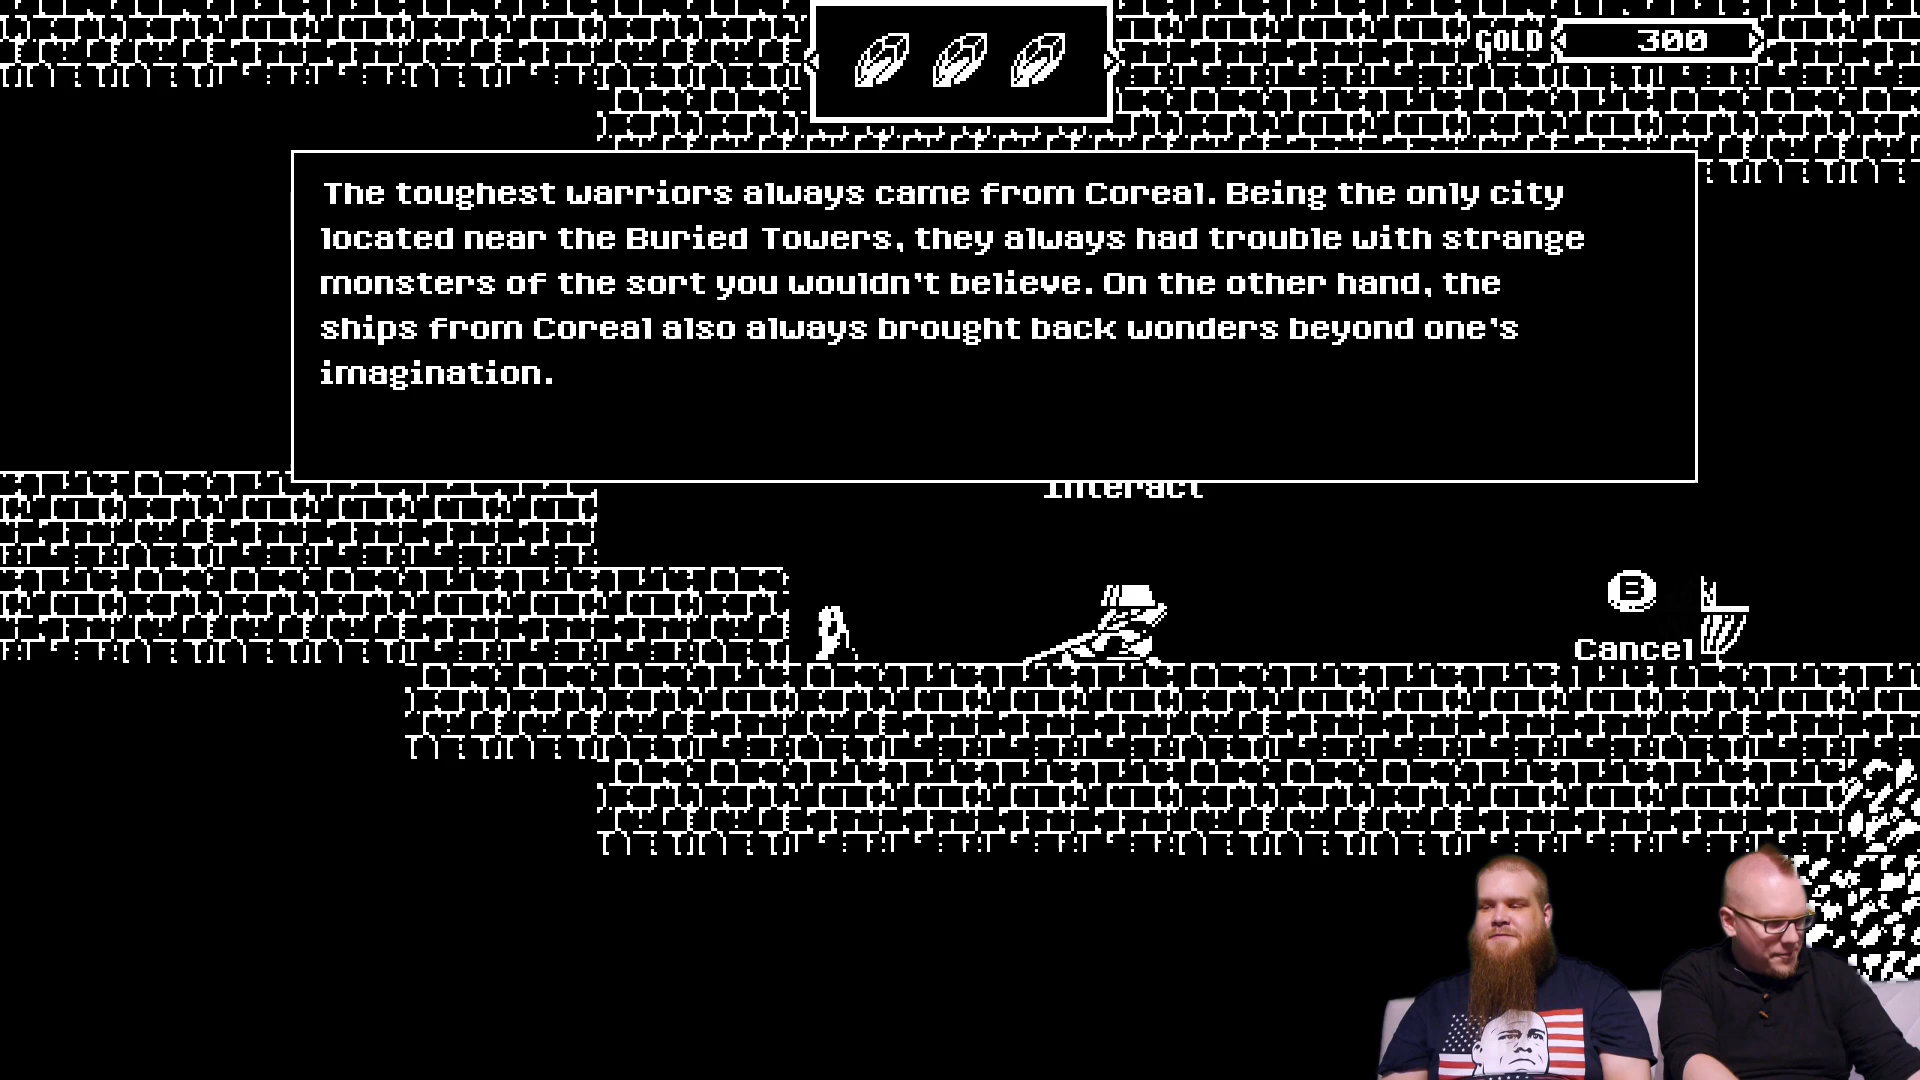 GOLD 300
The toughest warriors always came from Coreal. Being the only city
located near the Buried Towers, they always had trouble with strange
monsters of the sort you wouldn't believe. On the other hand, the
ships from Coreal also always brought back wonders beyond one's
imagination.
Interact
B
Cancel